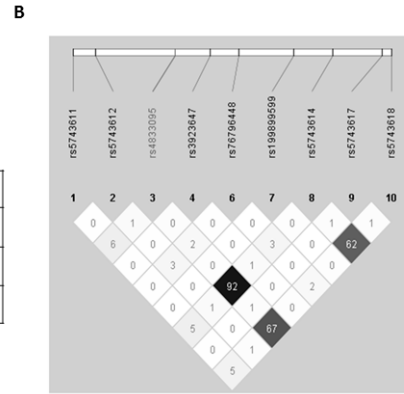 B
rs5743611
rs5743612
rs4833095
rs3923647
rs76796448
rs199899599
rs5743614
rs5743617
rs5743618
1 2 3 4 6 7 8 9 10
0 1 0 0 0 0 1 1
6 0 2 0 3 0 62
0 3 0 1 0 0
0 0 92 0 2
0 1 1 0
5 0 67
0 1
5